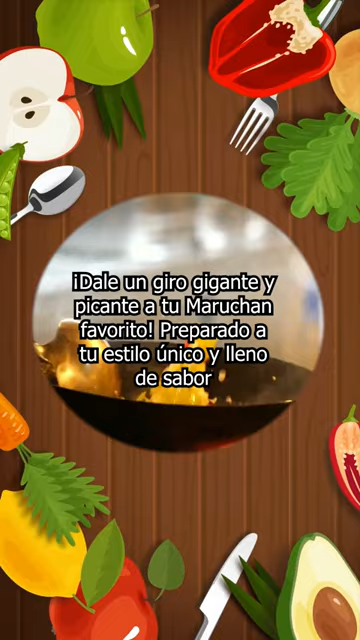 ¡Dale un giro gigante y
picante a tu Maruchan
favorito! Preparado a
tu estilo único y lleno
de sabor